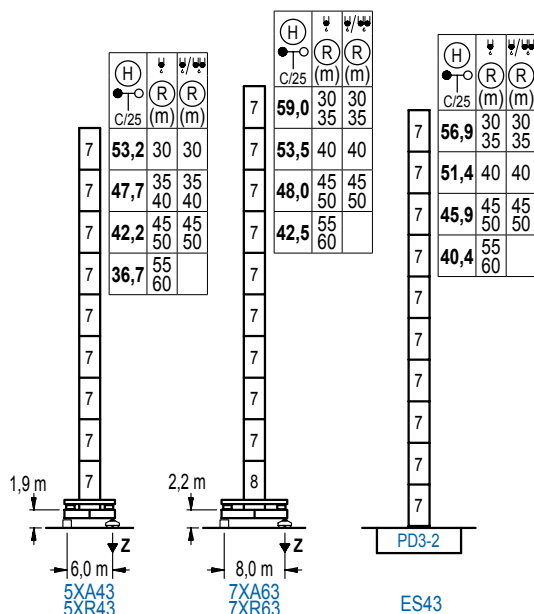 H
C/25
R
(m)
R
(m)
53,2 30 30
47,7 35 40 35 40
42,2 45 50 45 50
36,7 55 60
7
7
7
7
7
7
7
7
7
1,9 m
6,0 m
Z
5XA43
5XR43
H
C/25
R
(m)
R
(m)
59,0 30 35 30 35
53,5 40 40
48,0 45 50 45 50
42,5 55 60
7
7
7
7
7
7
7
7
7
8
2,2 m
8,0 m
Z
7XA63
7XR63
H
C/25
R
(m)
R
(m)
56,9 30 35 30 35
51,4 40 40
45,9 45 50 45 50
40,4 55 60
7
7
7
7
7
7
7
7
7
7
PD3-2
ES43